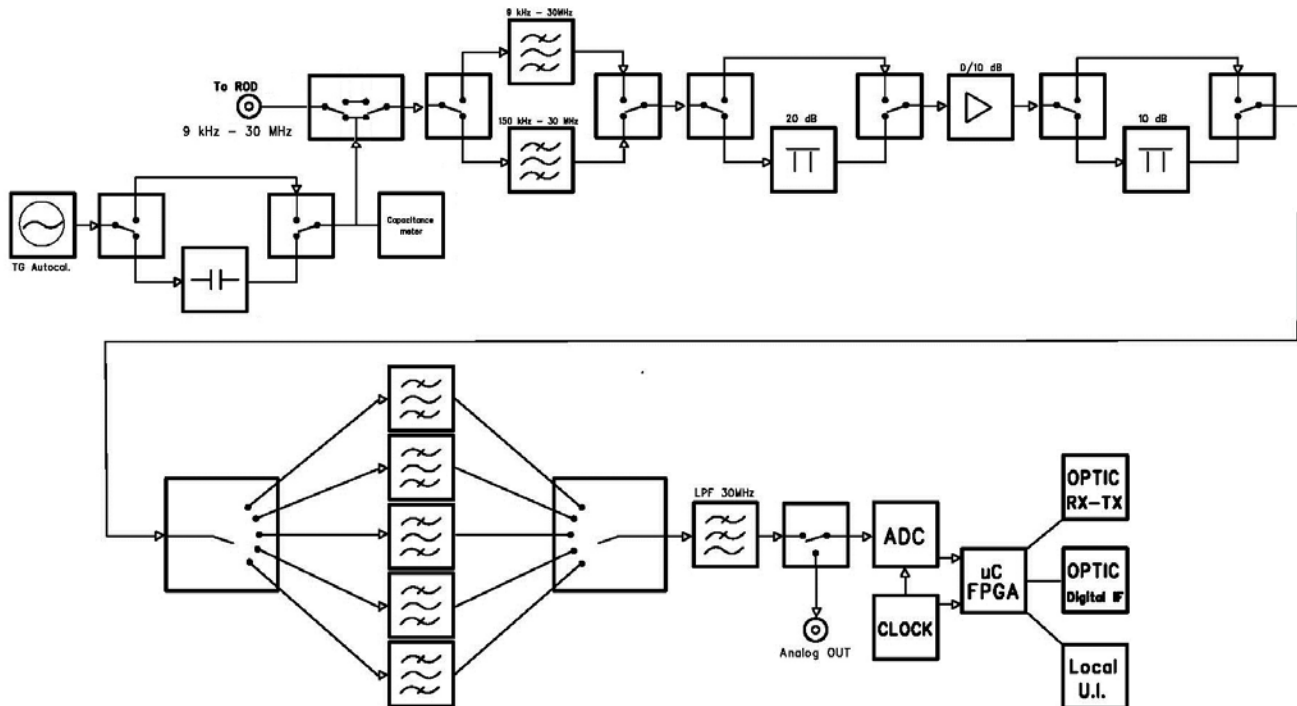 9 kHz - 30MHz
To ROD
9 kHz - 30 MHz
150 kHz - 30 MHz
20 dB
0/10 dB
10 dB
TG Autocal.
Capacitance
meter
LPF 30MHz
ADC
CLOCK
Analog OUT
uC
FPGA
OPTIC
RX-TX
OPTIC
Digital IF
Local
U.I.